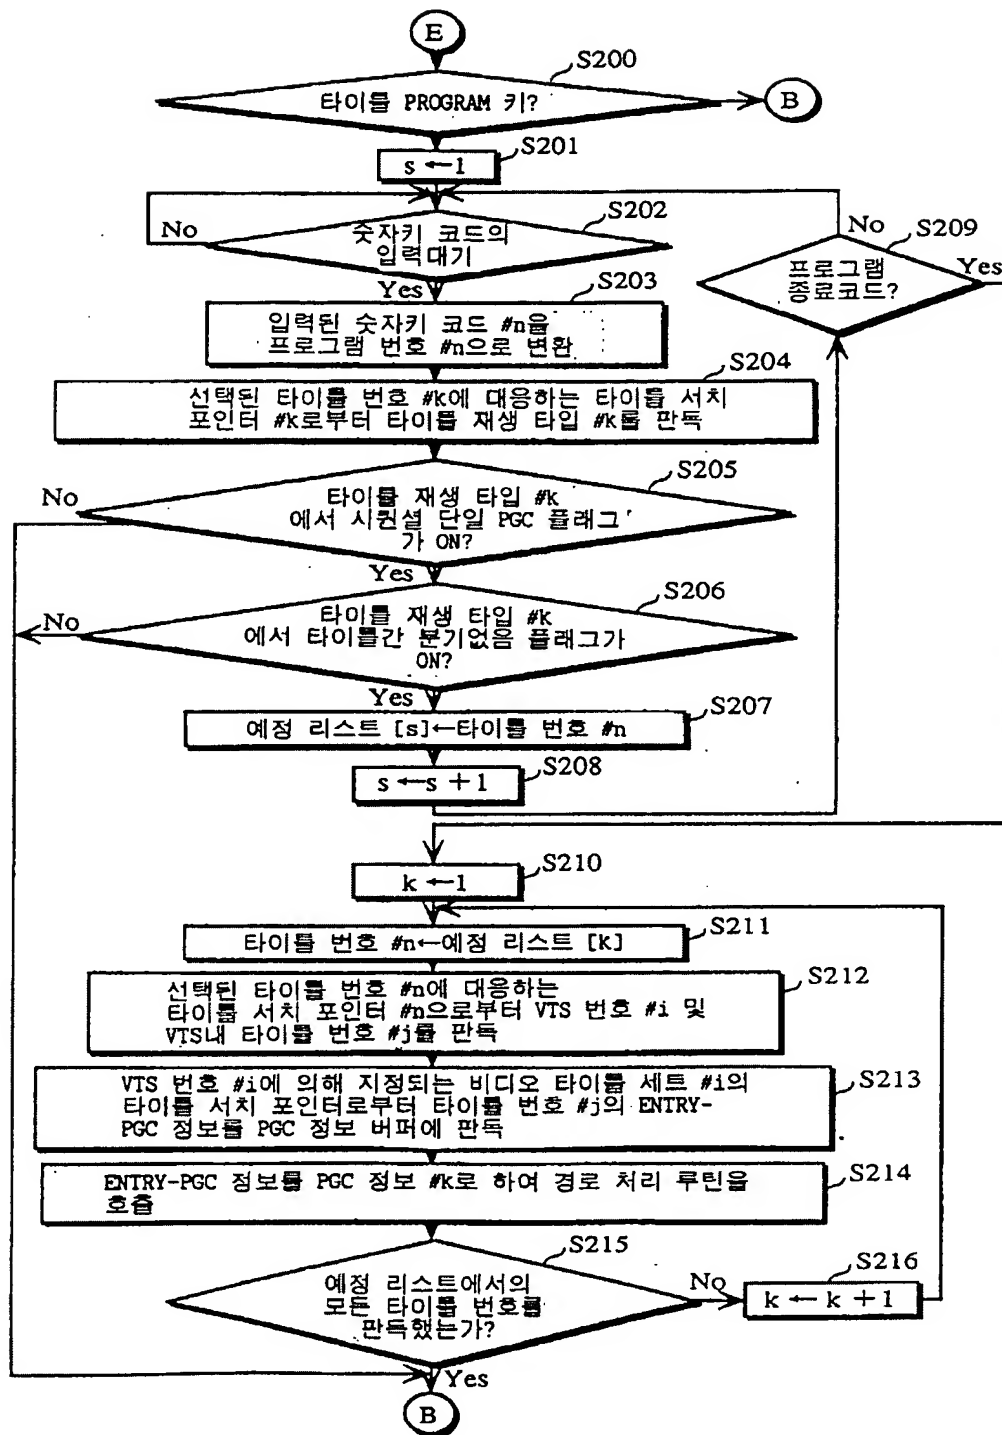 E
S200
타이틀 PROGRAM 키?
B
S201
s ← 1
S202
No
숫자키 코드의
입력대기
Yes
S209
No
프로그램
종료코드?
Yes
S203
입력된 숫자키 코드 #n을
프로그램 번호 #n으로 변환
S204
선택된 타이틀 번호 #k에 대응하는 타이틀 서치
포인터 #k로부터 타이틀 재생 타입 #k를 판독
S205
No
타이틀 재생 타입 #k
에서 시퀀셜 단일 PGC 플래그
가 ON?
Yes
S206
No
타이틀 재생 타입 #k
에서 타이틀간 분기없음 플래그가
ON?
Yes
S207
예정 리스트 [s]←타이틀 번호 #n
S208
s ← s + 1
S210
k ← 1
S211
타이틀 번호 #n←예정 리스트 [k]
S212
선택된 타이틀 번호 #n에 대응하는
타이틀 서치 포인터 #n으로부터 VTS 번호 #i 및
VTS내 타이틀 번호 #j를 판독
S213
VTS 번호 #i에 의해 지정되는 비디오 타이틀 세트 #i의
타이틀 서치 포인터로부터 타이틀 번호 #j의 ENTRY-
PGC 정보를 PGC 정보 버퍼에 판독
S214
ENTRY-PGC 정보를 PGC 정보 #k로 하여 경로 처리 루틴을
호출
S215
예정 리스트에서의
모든 타이틀 번호를
판독했는가?
No
S216
k ← k + 1
Yes
B